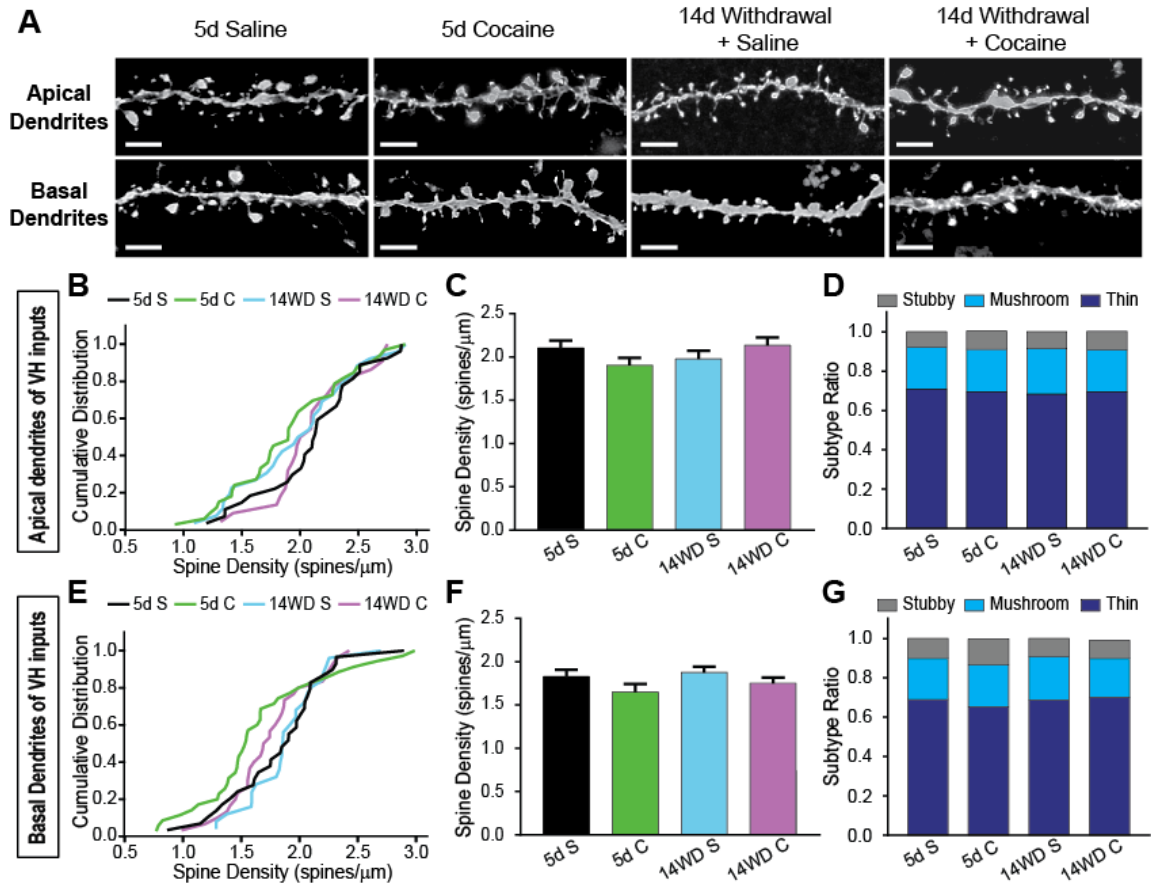 A
5d Saline
5d Cocaine
14d Withdrawal
+ Saline
14d Withdrawal
+ Cocaine
Apical
Dendrites
Basal
Dendrites
Apical dendrites of VH inputs
B
5d S 5d C 14WD S 14WD C
Cumulative Distribution
1.0
0.8
0.6
0.4
0.2
0.0
0.5 1.0 1.5 2.0 2.5 3.0
Spine Density (spines/μm)
C
Spine Density (spines/μm)
2.5
2.0
1.5
1.0
0.5
0.0
5d S 5d C 14WD S 14WD C
D
Stubby Mushroom Thin
Subtype Ratio
1.0
0.8
0.6
0.4
0.2
0.0
5d S 5d C 14WD S 14WD C
Basal Dendrites of VH inputs
E
5d S 5d C 14WD S 14WD C
Cumulative Distribution
1.0
0.8
0.6
0.4
0.2
0.0
0.5 1.0 1.5 2.0 2.5 3.0
Spine Density (spines/μm)
F
Spine Density (spines/μm)
2.5
2.0
1.5
1.0
0.5
0.0
5d S 5d C 14WD S 14WD C
G
Stubby Mushroom Thin
Subtype Ratio
1.0
0.8
0.6
0.4
0.2
0.0
5d S 5d C 14WD S 14WD C